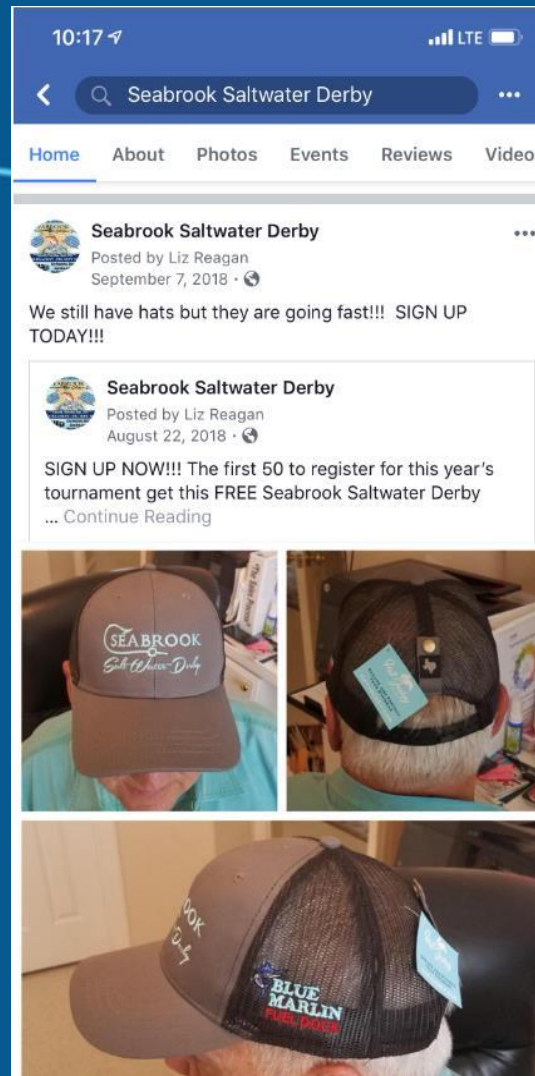 10:17
LTE
Seabrook Saltwater Derby
Home About Photos Events Reviews Video
Seabrook Saltwater Derby
Posted by Liz Reagan
September 7, 2018 ·
We still have hats but they are going fast!!! SIGN UP
TODAY!!!
Seabrook Saltwater Derby
Posted by Liz Reagan
August 22, 2018 ·
SIGN UP NOW!!! The first 50 to register for this year's
tournament get this FREE Seabrook Saltwater Derby
... Continue Reading
SEABROOK
Salt-Water-Derby
OOK
Derby
BLUE
MARLIN
FUEL DOCK